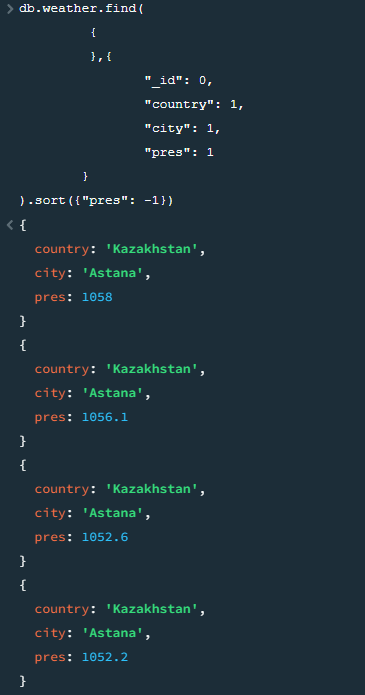 > db.weather.find(
{
},{
"_id": 0,
"country": 1,
"city": 1,
"pres": 1
}
).sort({"pres": -1})
< {
country: 'Kazakhstan',
city: 'Astana',
pres: 1058
}
{
country: 'Kazakhstan',
city: 'Astana',
pres: 1056.1
}
{
country: 'Kazakhstan',
city: 'Astana',
pres: 1052.6
}
{
country: 'Kazakhstan',
city: 'Astana',
pres: 1052.2
}